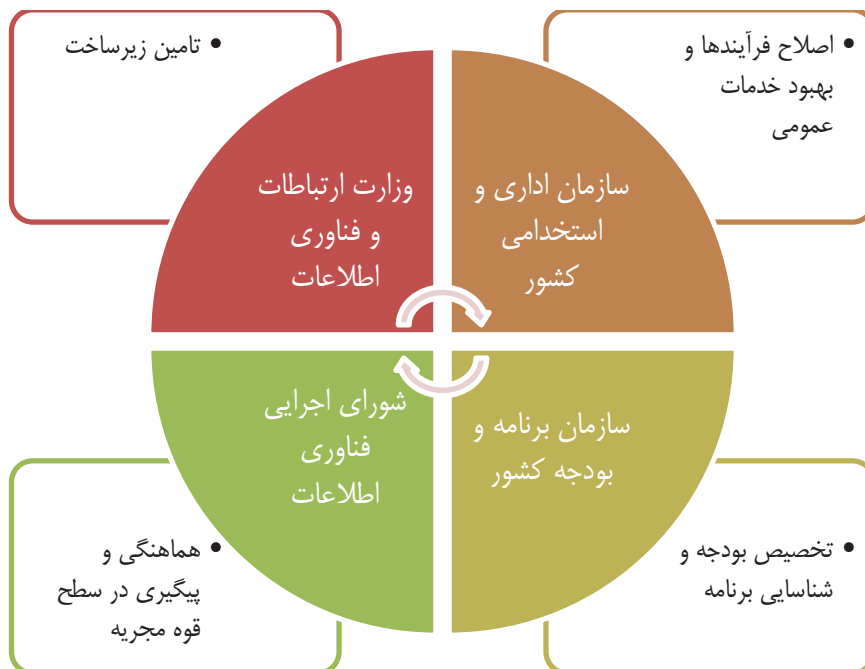 • اصلاح فرآیندها و
بهبود خدمات
عمومی
• تامین زیرساخت
سازمان اداری و
استخدامی
کشور
وزارت ارتباطات
و فناوری
اطلاعات
سازمان برنامه و
بودجه کشور
شورای اجرایی
فناوری
اطلاعات
• تخصیص بودجه و
شناسایی برنامه
• هماهنگی و
پیگیری در سطح
قوه مجریه